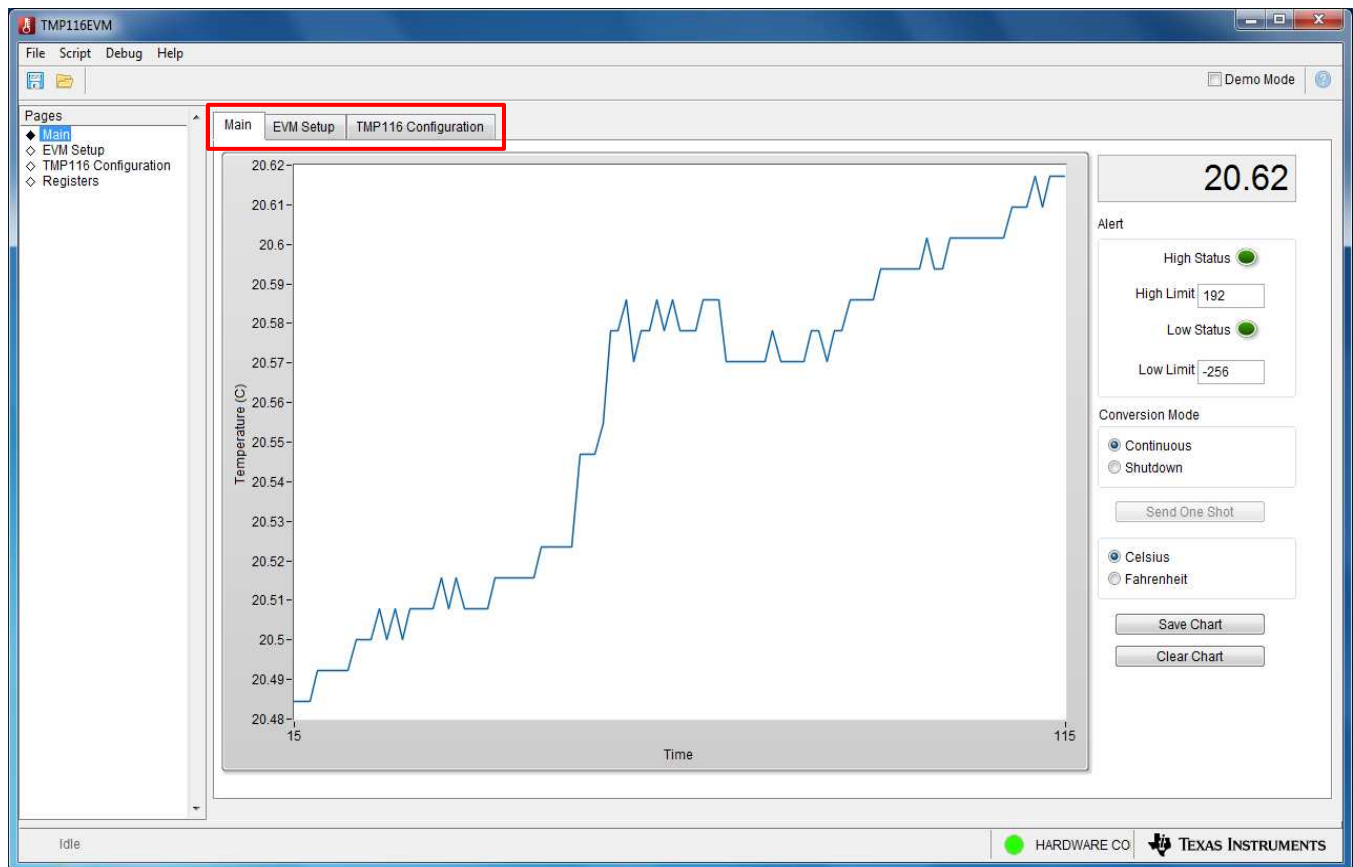 TMP116EVM
File Script Debug Help
Demo Mode
Pages
Main
EVM Setup
TMP116 Configuration
Registers
Main EVM Setup TMP116 Configuration
20.62
20.61
20.6
20.59
20.58
20.57
20.56
20.55
20.54
20.53
20.52
20.51
20.5
20.49
20.48
Temperature (C)
15
115
Time
20.62
Alert
High Status
High Limit 192
Low Status
Low Limit -256
Conversion Mode
Continuous
Shutdown
Send One Shot
Celsius
Fahrenheit
Save Chart
Clear Chart
Idle
HARDWARE CO
TEXAS INSTRUMENTS